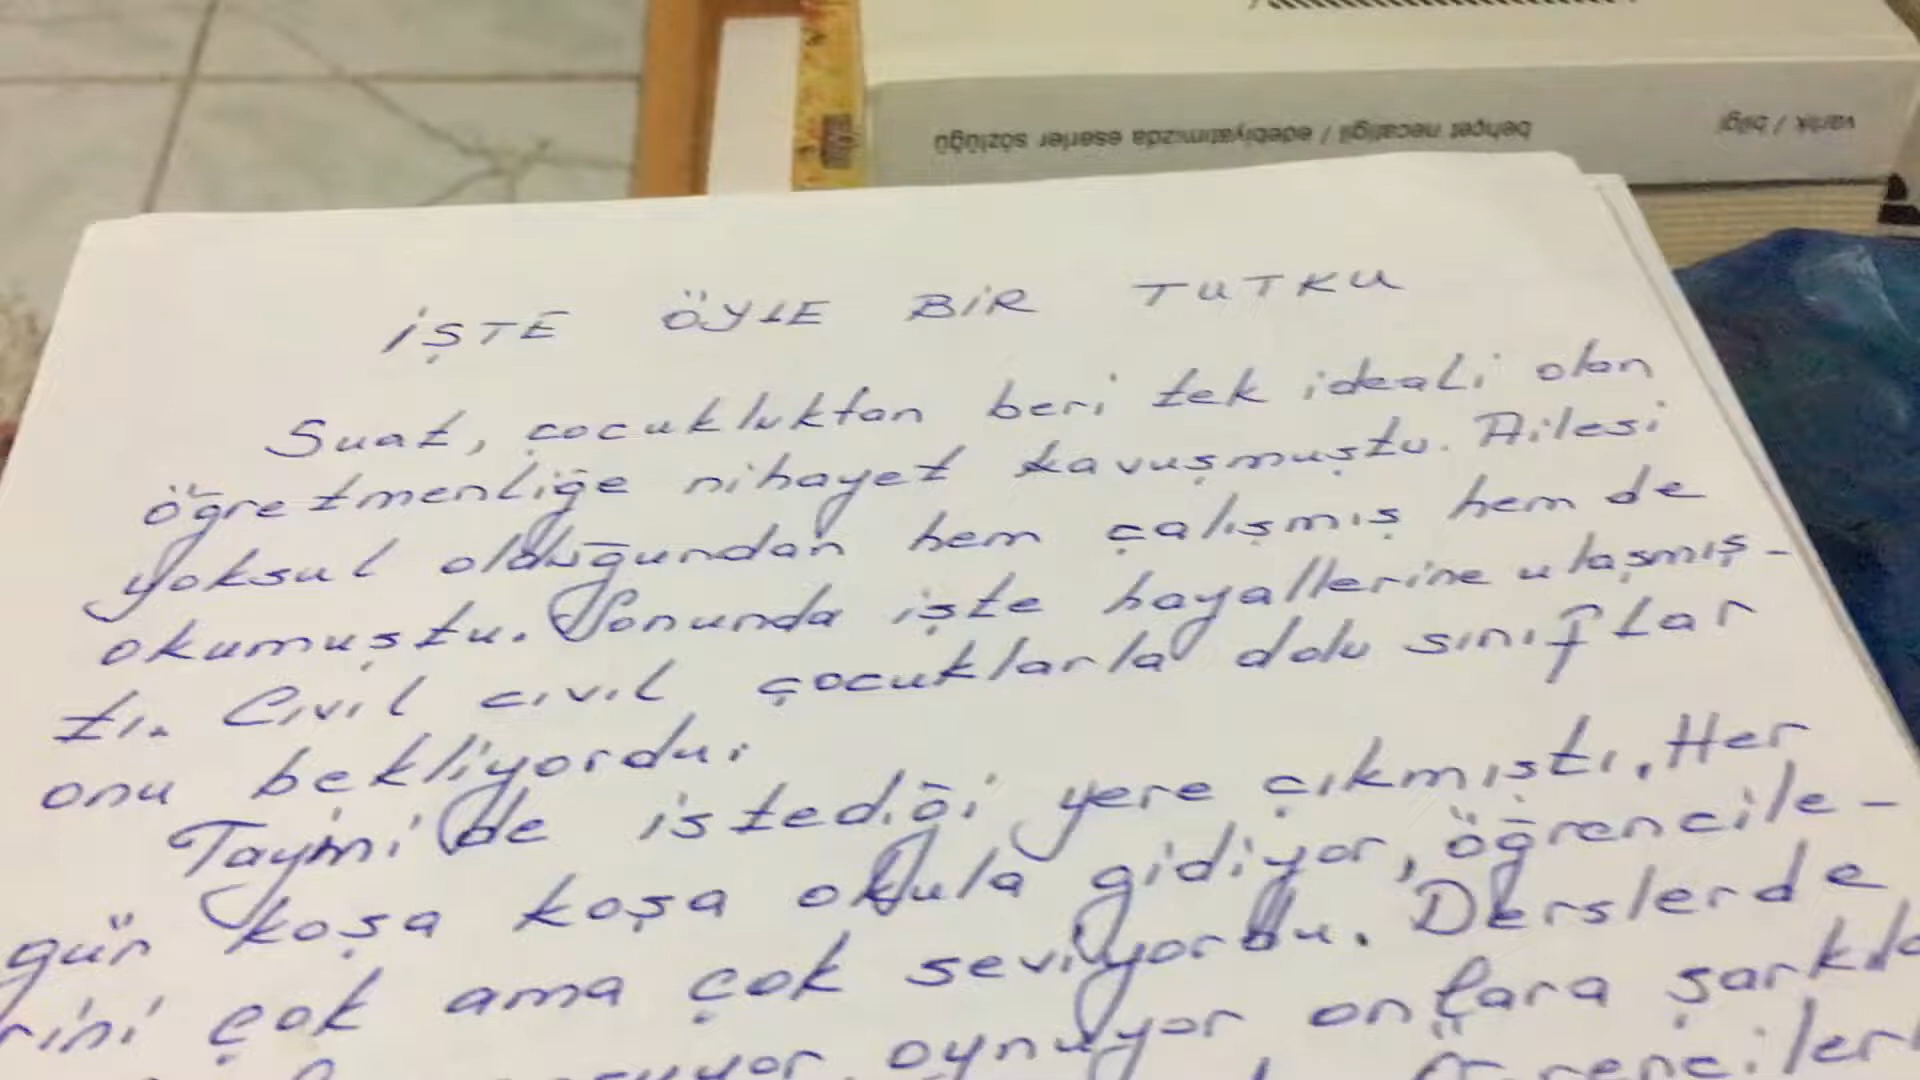 behçet necatigil / edebiyatımızda eserler sözlüğü
varlık / bilgi
İŞTE ÖYLE BİR TUTKU
Suat, çocukluktan beri tek ideali olan
öğretmenliğe nihayet kavuşmuştu. Ailesi
yoksul olduğundan hem çalışmış hem de
okumuştu. Sonunda işte hayallerine ulaşmış-
tı. Cıvıl cıvıl çocuklarla dolu sınıflar
onu bekliyordu.
Tayini de istediği yere çıkmıştı. Her
gün koşa koşa okula gidiyor, öğrencile-
rini çok ama çok seviyordu. Derslerde
oynuyor onlara